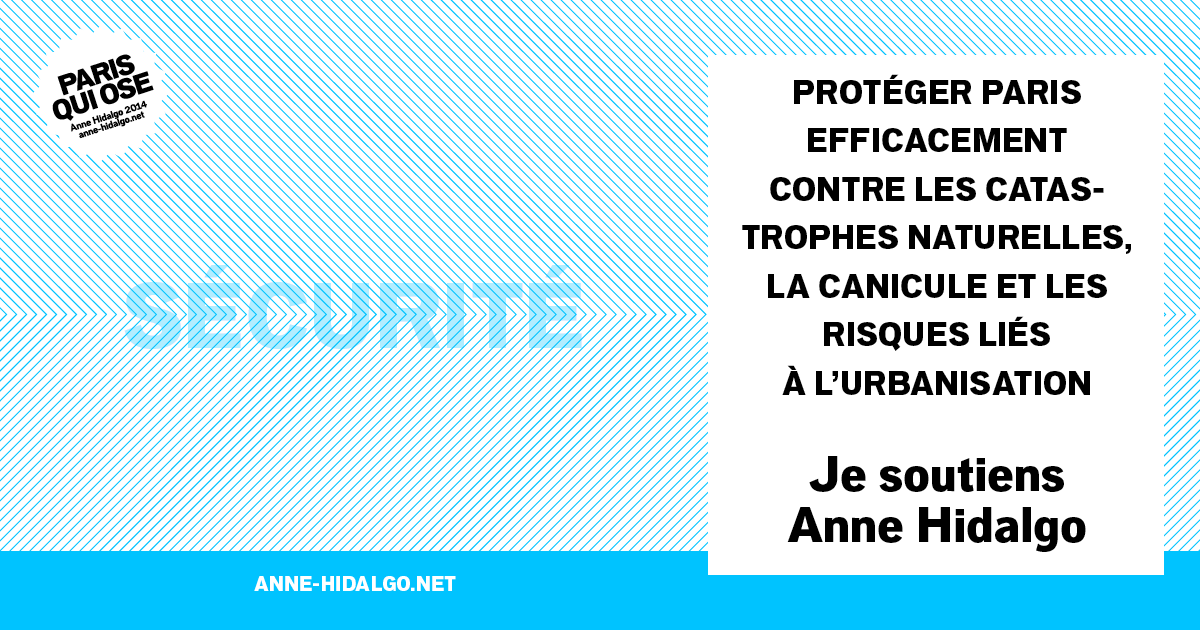 PARIS
QUI OSE
Anne Hidalgo 2014
anne-hidalgo.net
SÉCURITÉ
PROTÉGER PARIS
EFFICACEMENT
CONTRE LES CATAS-
TROPHES NATURELLES,
LA CANICULE ET LES
RISQUES LIÉS
À L’URBANISATION
Je soutiens
Anne Hidalgo
ANNE-HIDALGO.NET